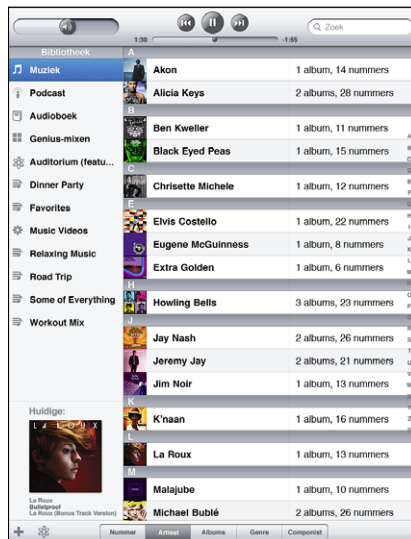 Zoek
1:30
-1:55
Bibliotheek
Muziek
Podcast
Audioboek
Genius-mixen
Auditorium (featu...
Dinner Party
Favorites
Music Videos
Relaxing Music
Road Trip
Some of Everything
Workout Mix
Huidige:
LA ROUX
La Roux
Bulletproof
La Roux (Bonus Track Version)
A
Akon 1 album, 14 nummers
Alicia Keys 2 albums, 28 nummers
B
Ben Kweller 1 album, 11 nummers
Black Eyed Peas 1 album, 15 nummers
C
Chrisette Michele 1 album, 12 nummers
E
Elvis Costello 1 album, 22 nummers
Eugene McGuinness 1 album, 8 nummers
Extra Golden 1 album, 6 nummers
H
Howling Bells 3 albums, 23 nummers
J
Jay Nash 2 albums, 26 nummers
Jeremy Jay 2 albums, 21 nummers
Jim Noir 1 album, 13 nummers
K
K'naan 1 album, 16 nummers
L
La Roux 1 album, 13 nummers
M
Malajube 1 album, 10 nummers
Michael Bublé 2 albums, 26 nummers
Nummer Artiest Albums Genre Componist